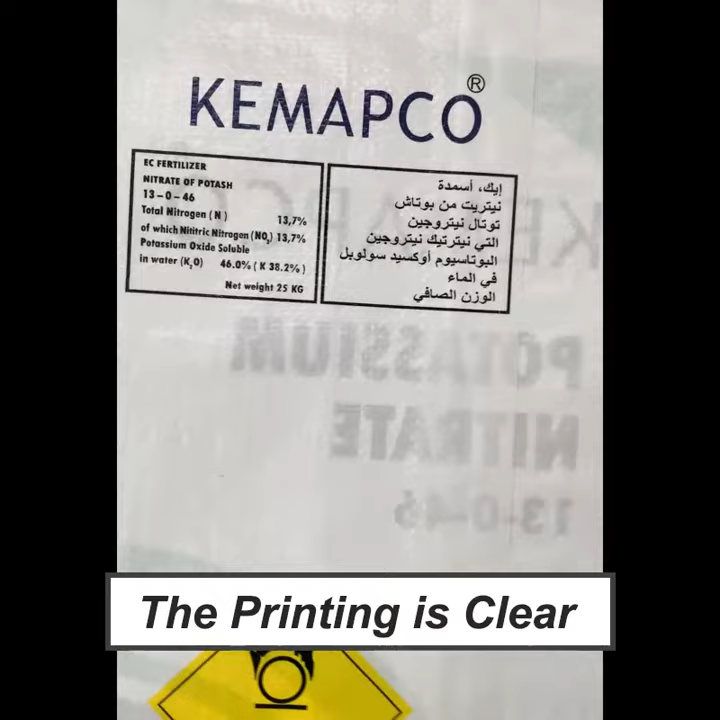 KEMAPCO®
EC FERTILIZER
NITRATE OF POTASH
13-0-46
Total Nitrogen (N) 13,7%
of which Nititric Nitrogen (NO₃) 13,7%
Potassium Oxide Soluble
in water (K₂O) 46.0% ( K 38.2% )
Net weight 25 KG
إيك، أسمدة
نيتريت من بوتاش
توتال نيتروجين
التي نيترتيك نيتروجين
البوتاسيوم أوكسيد سولوبل
في الماء
الوزن الصافي
POTASSIUM
NITRATE
13-0-46
The Printing is Clear